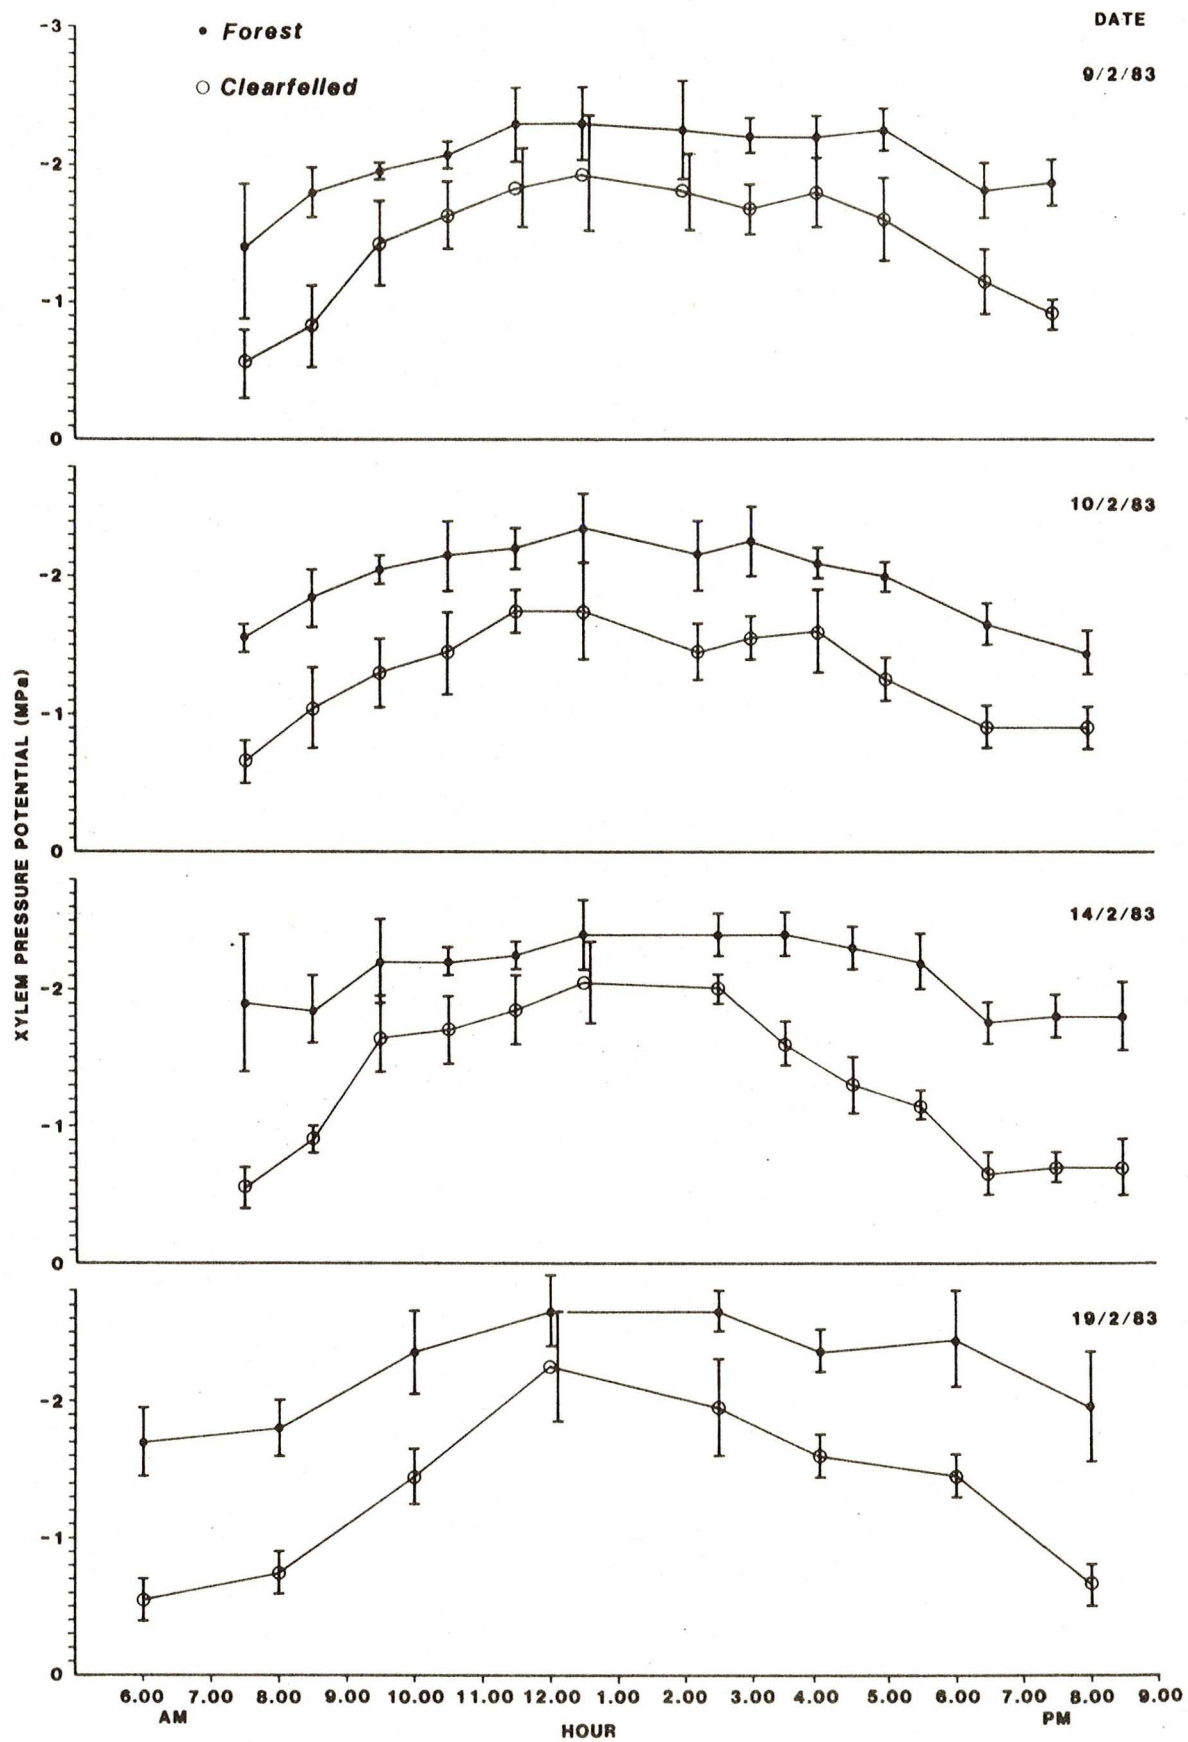 -3
Forest
DATE
9/2/83
Clearfelled
-2
-1
0
10/2/83
-2
-1
0
XYLEM PRESSURE POTENTIAL (MPa)
14/2/83
-2
-1
0
19/2/83
-2
-1
0
6.00 7.00 8.00 9.00 10.00 11.00 12.00 1.00 2.00 3.00 4.00 5.00 6.00 7.00 8.00 9.00
AM PM
HOUR